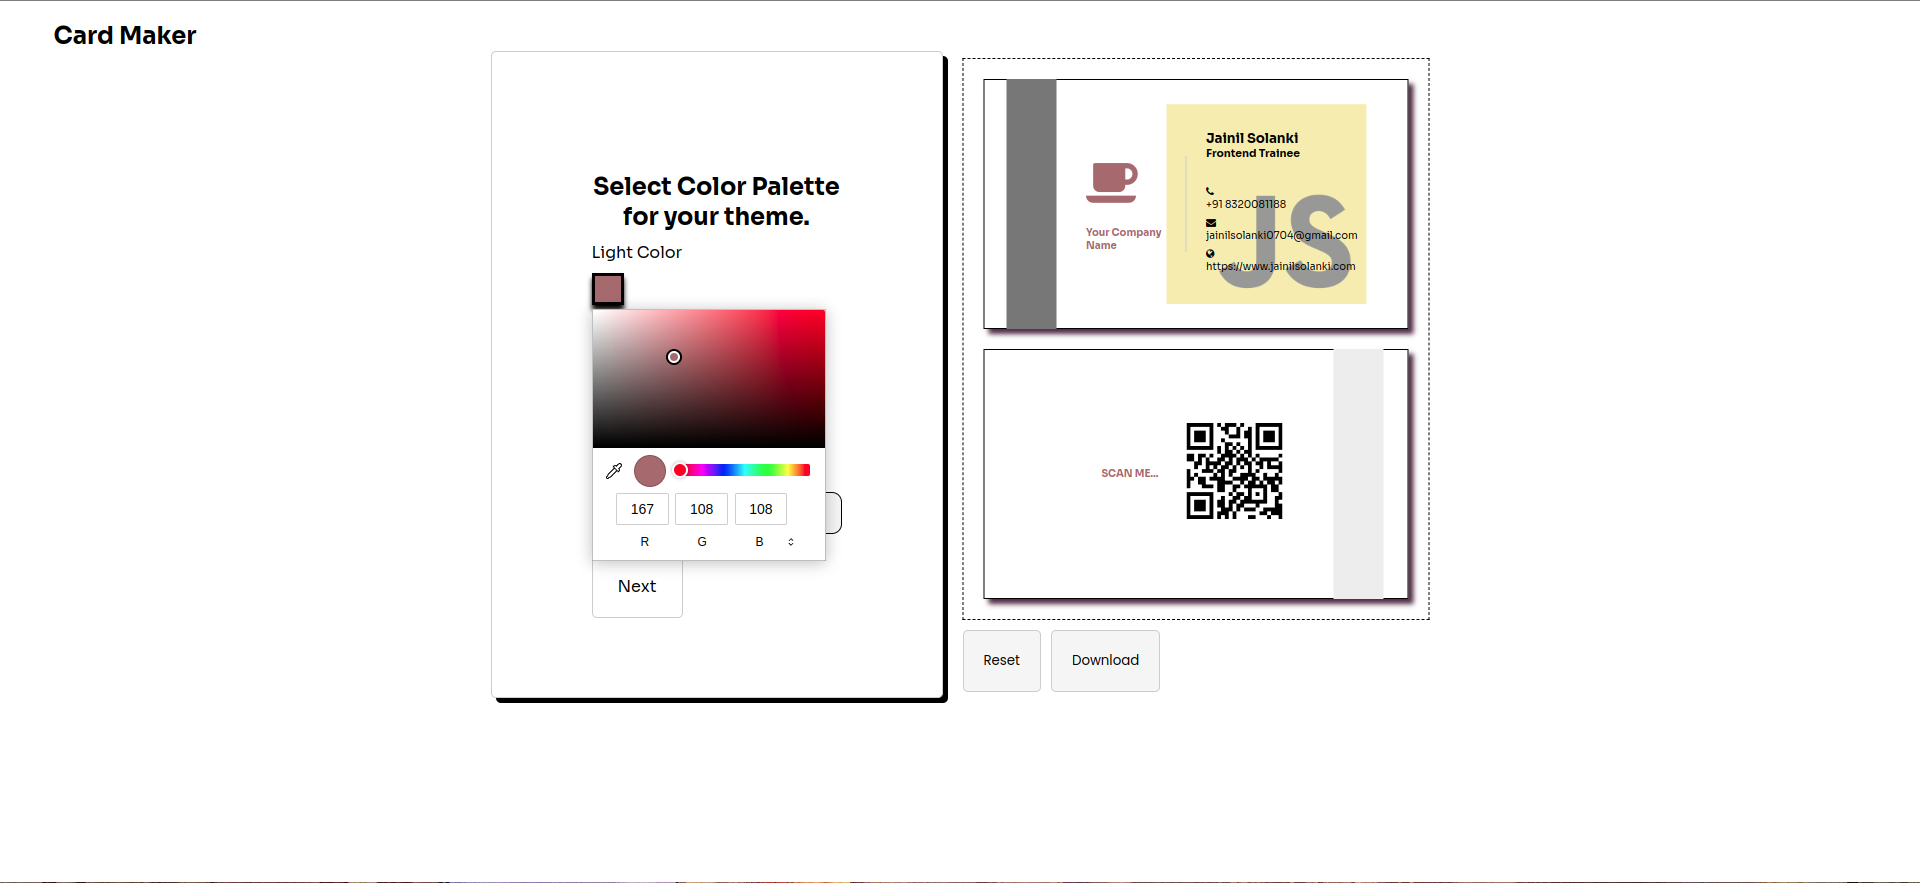 Card Maker
Select Color Palette
for your theme.
Light Color
167
108
108
R
G
B
Next
Your Company
Name
Jainil Solanki
Frontend Trainee
+91 8320081188
jainilsolanki0704@gmail.com
https://www.jainilsolanki.com
JS
SCAN ME...
Reset
Download